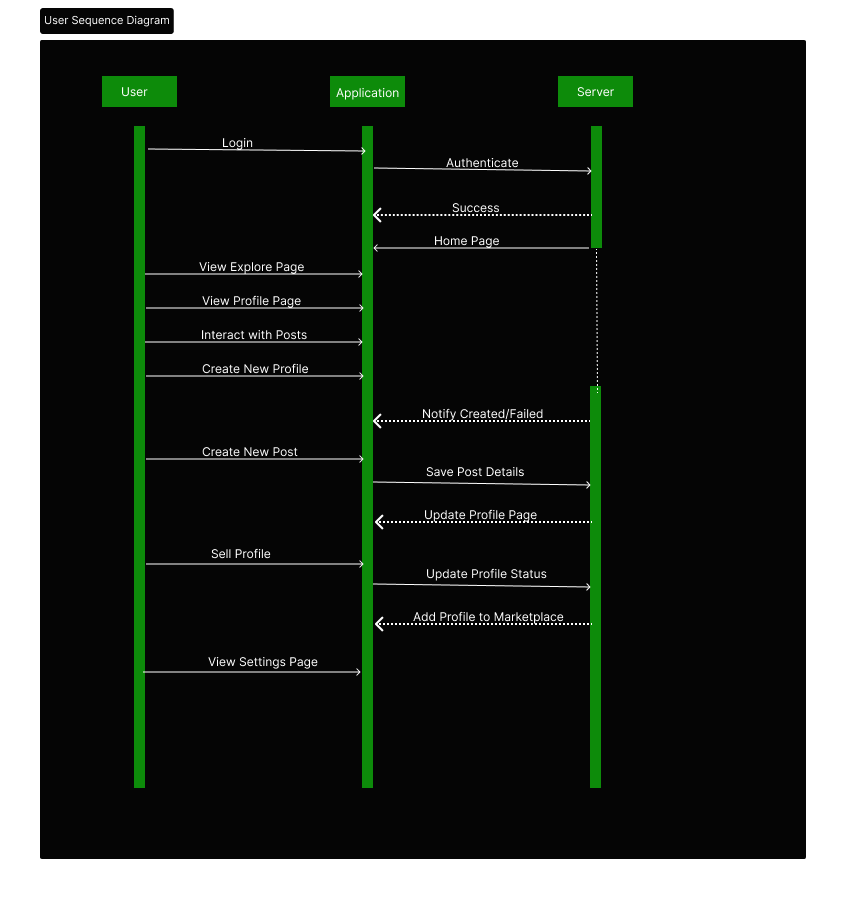 User Sequence Diagram
User
Application
Server
Login
Authenticate
Success
Home Page
View Explore Page
View Profile Page
Interact with Posts
Create New Profile
Notify Created/Failed
Create New Post
Save Post Details
Update Profile Page
Sell Profile
Update Profile Status
Add Profile to Marketplace
View Settings Page